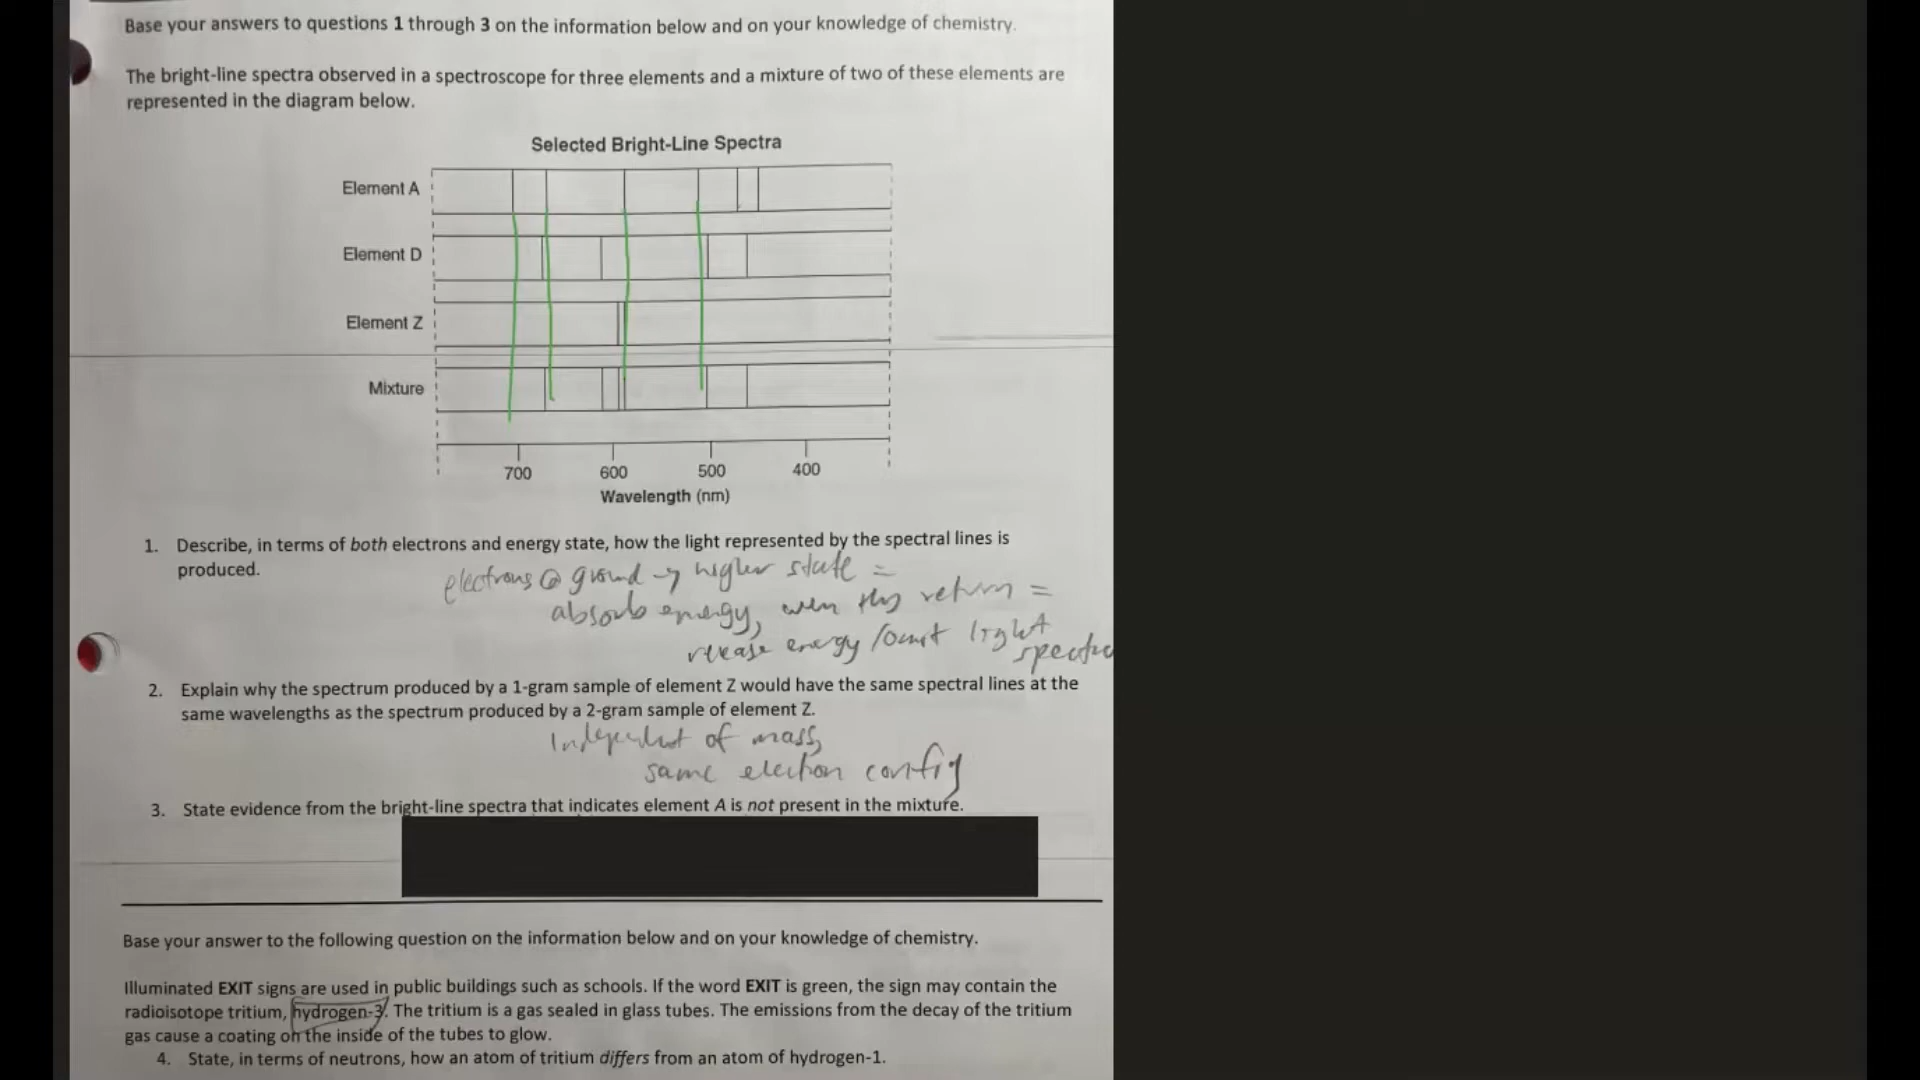 Base your answers to questions 1 through 3 on the information below and on your knowledge of chemistry.
The bright-line spectra observed in a spectroscope for three elements and a mixture of two of these elements are
represented in the diagram below.
Selected Bright-Line Spectra
Element A
Element D
Element Z
Mixture
700 600 500 400
Wavelength (nm)
1. Describe, in terms of both electrons and energy state, how the light represented by the spectral lines is
produced.
electrons @ ground → higher state =
absorb energy, when they return =
release energy / light
spectra
2. Explain why the spectrum produced by a 1-gram sample of element Z would have the same spectral lines at the
same wavelengths as the spectrum produced by a 2-gram sample of element Z.
Independent of mass,
same electron config
3. State evidence from the bright-line spectra that indicates element A is not present in the mixture.
Base your answer to the following question on the information below and on your knowledge of chemistry.
Illuminated EXIT signs are used in public buildings such as schools. If the word EXIT is green, the sign may contain the
radioisotope tritium, hydrogen-3. The tritium is a gas sealed in glass tubes. The emissions from the decay of the tritium
gas cause a coating on the inside of the tubes to glow.
4. State, in terms of neutrons, how an atom of tritium differs from an atom of hydrogen-1.